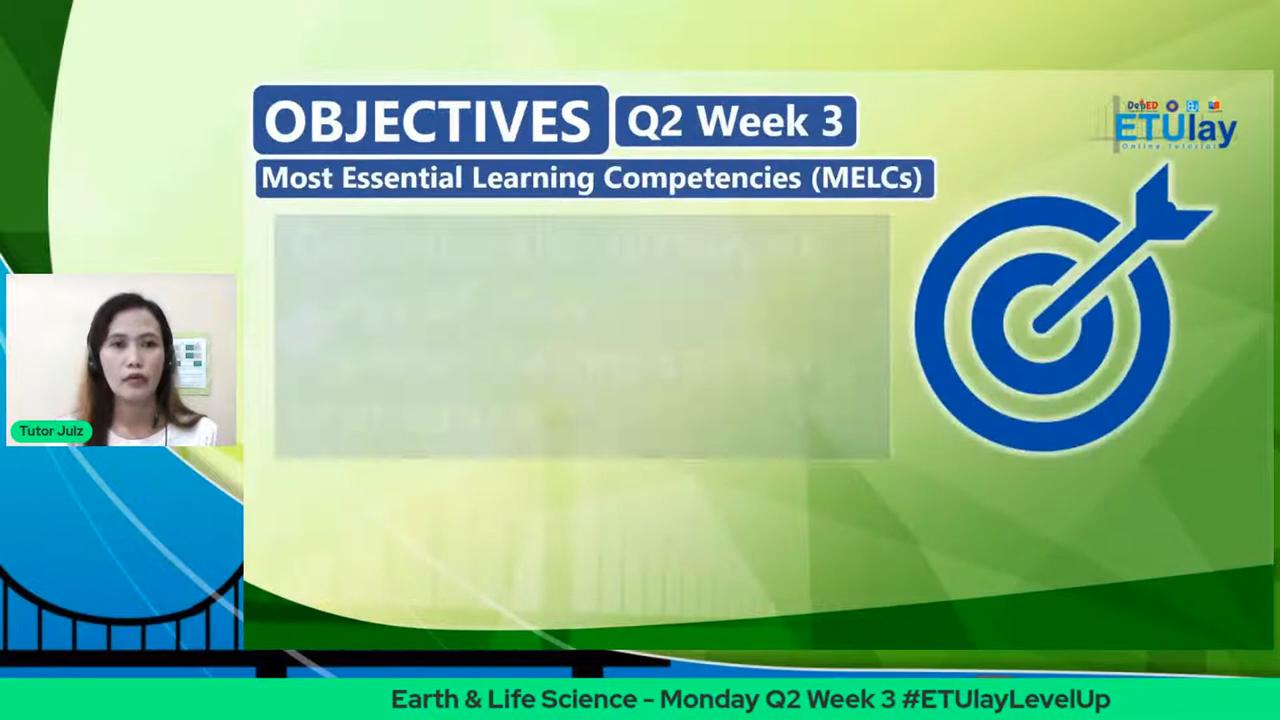 OBJECTIVES
Q2 Week 3
Most Essential Learning Competencies (MELCs)
DepED
ETUlay
Online Tutorial
Tutor Julz
Earth & Life Science - Monday Q2 Week 3 #ETUlayLevelUp